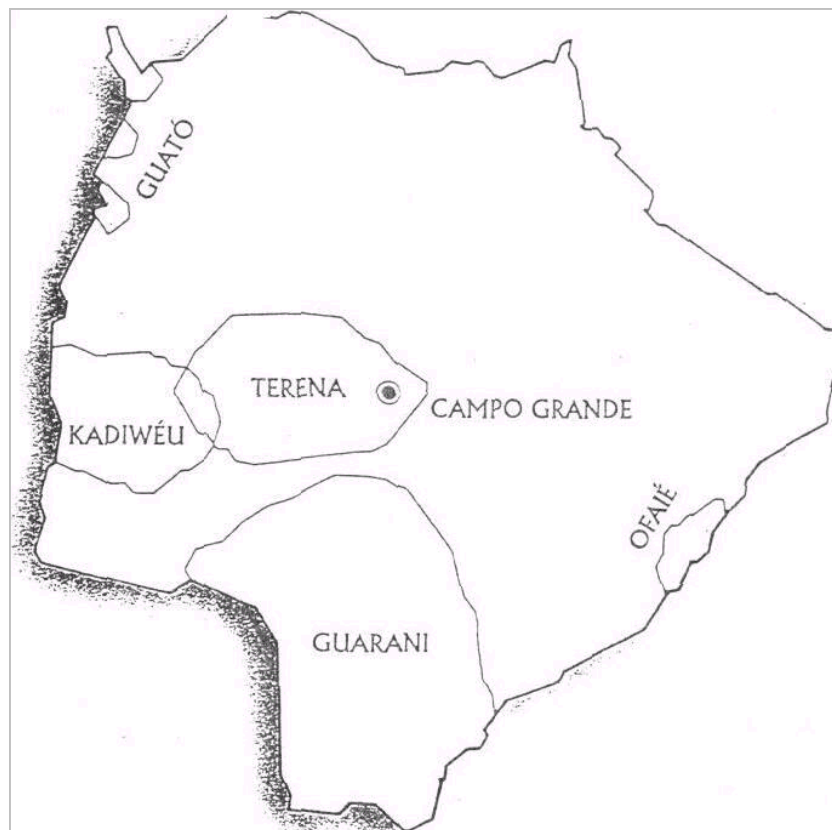 GUATÓ
TERENA
CAMPO GRANDE
KADIWÉU
OFAIÉ
GUARANI